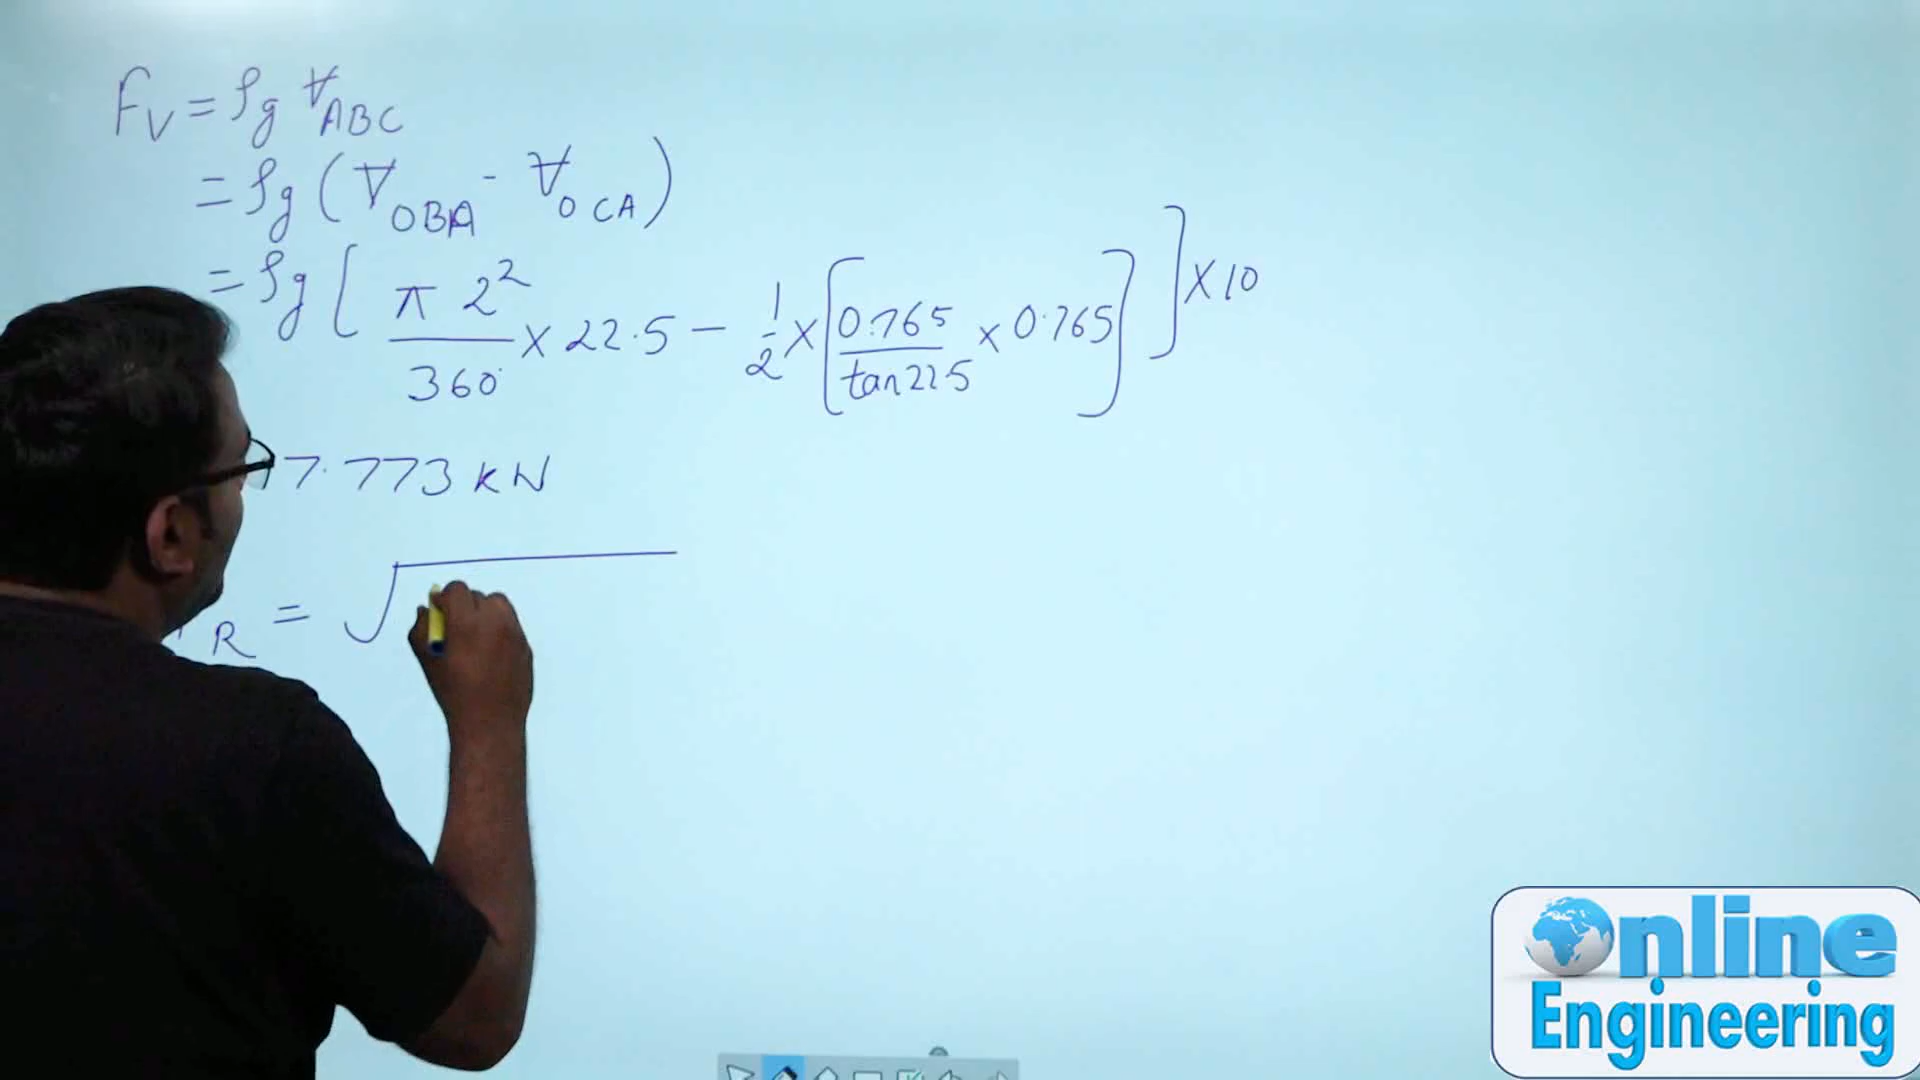 F_V = ρg ∀_ABC
= ρg (∀_OBA - ∀_OCA)
= ρg [ π 2² / 360° × 22.5 - 1/2 × [ 0.765 / tan 22.5 × 0.765 ] ] × 10
7.773 kN
R = √
Online
Engineering